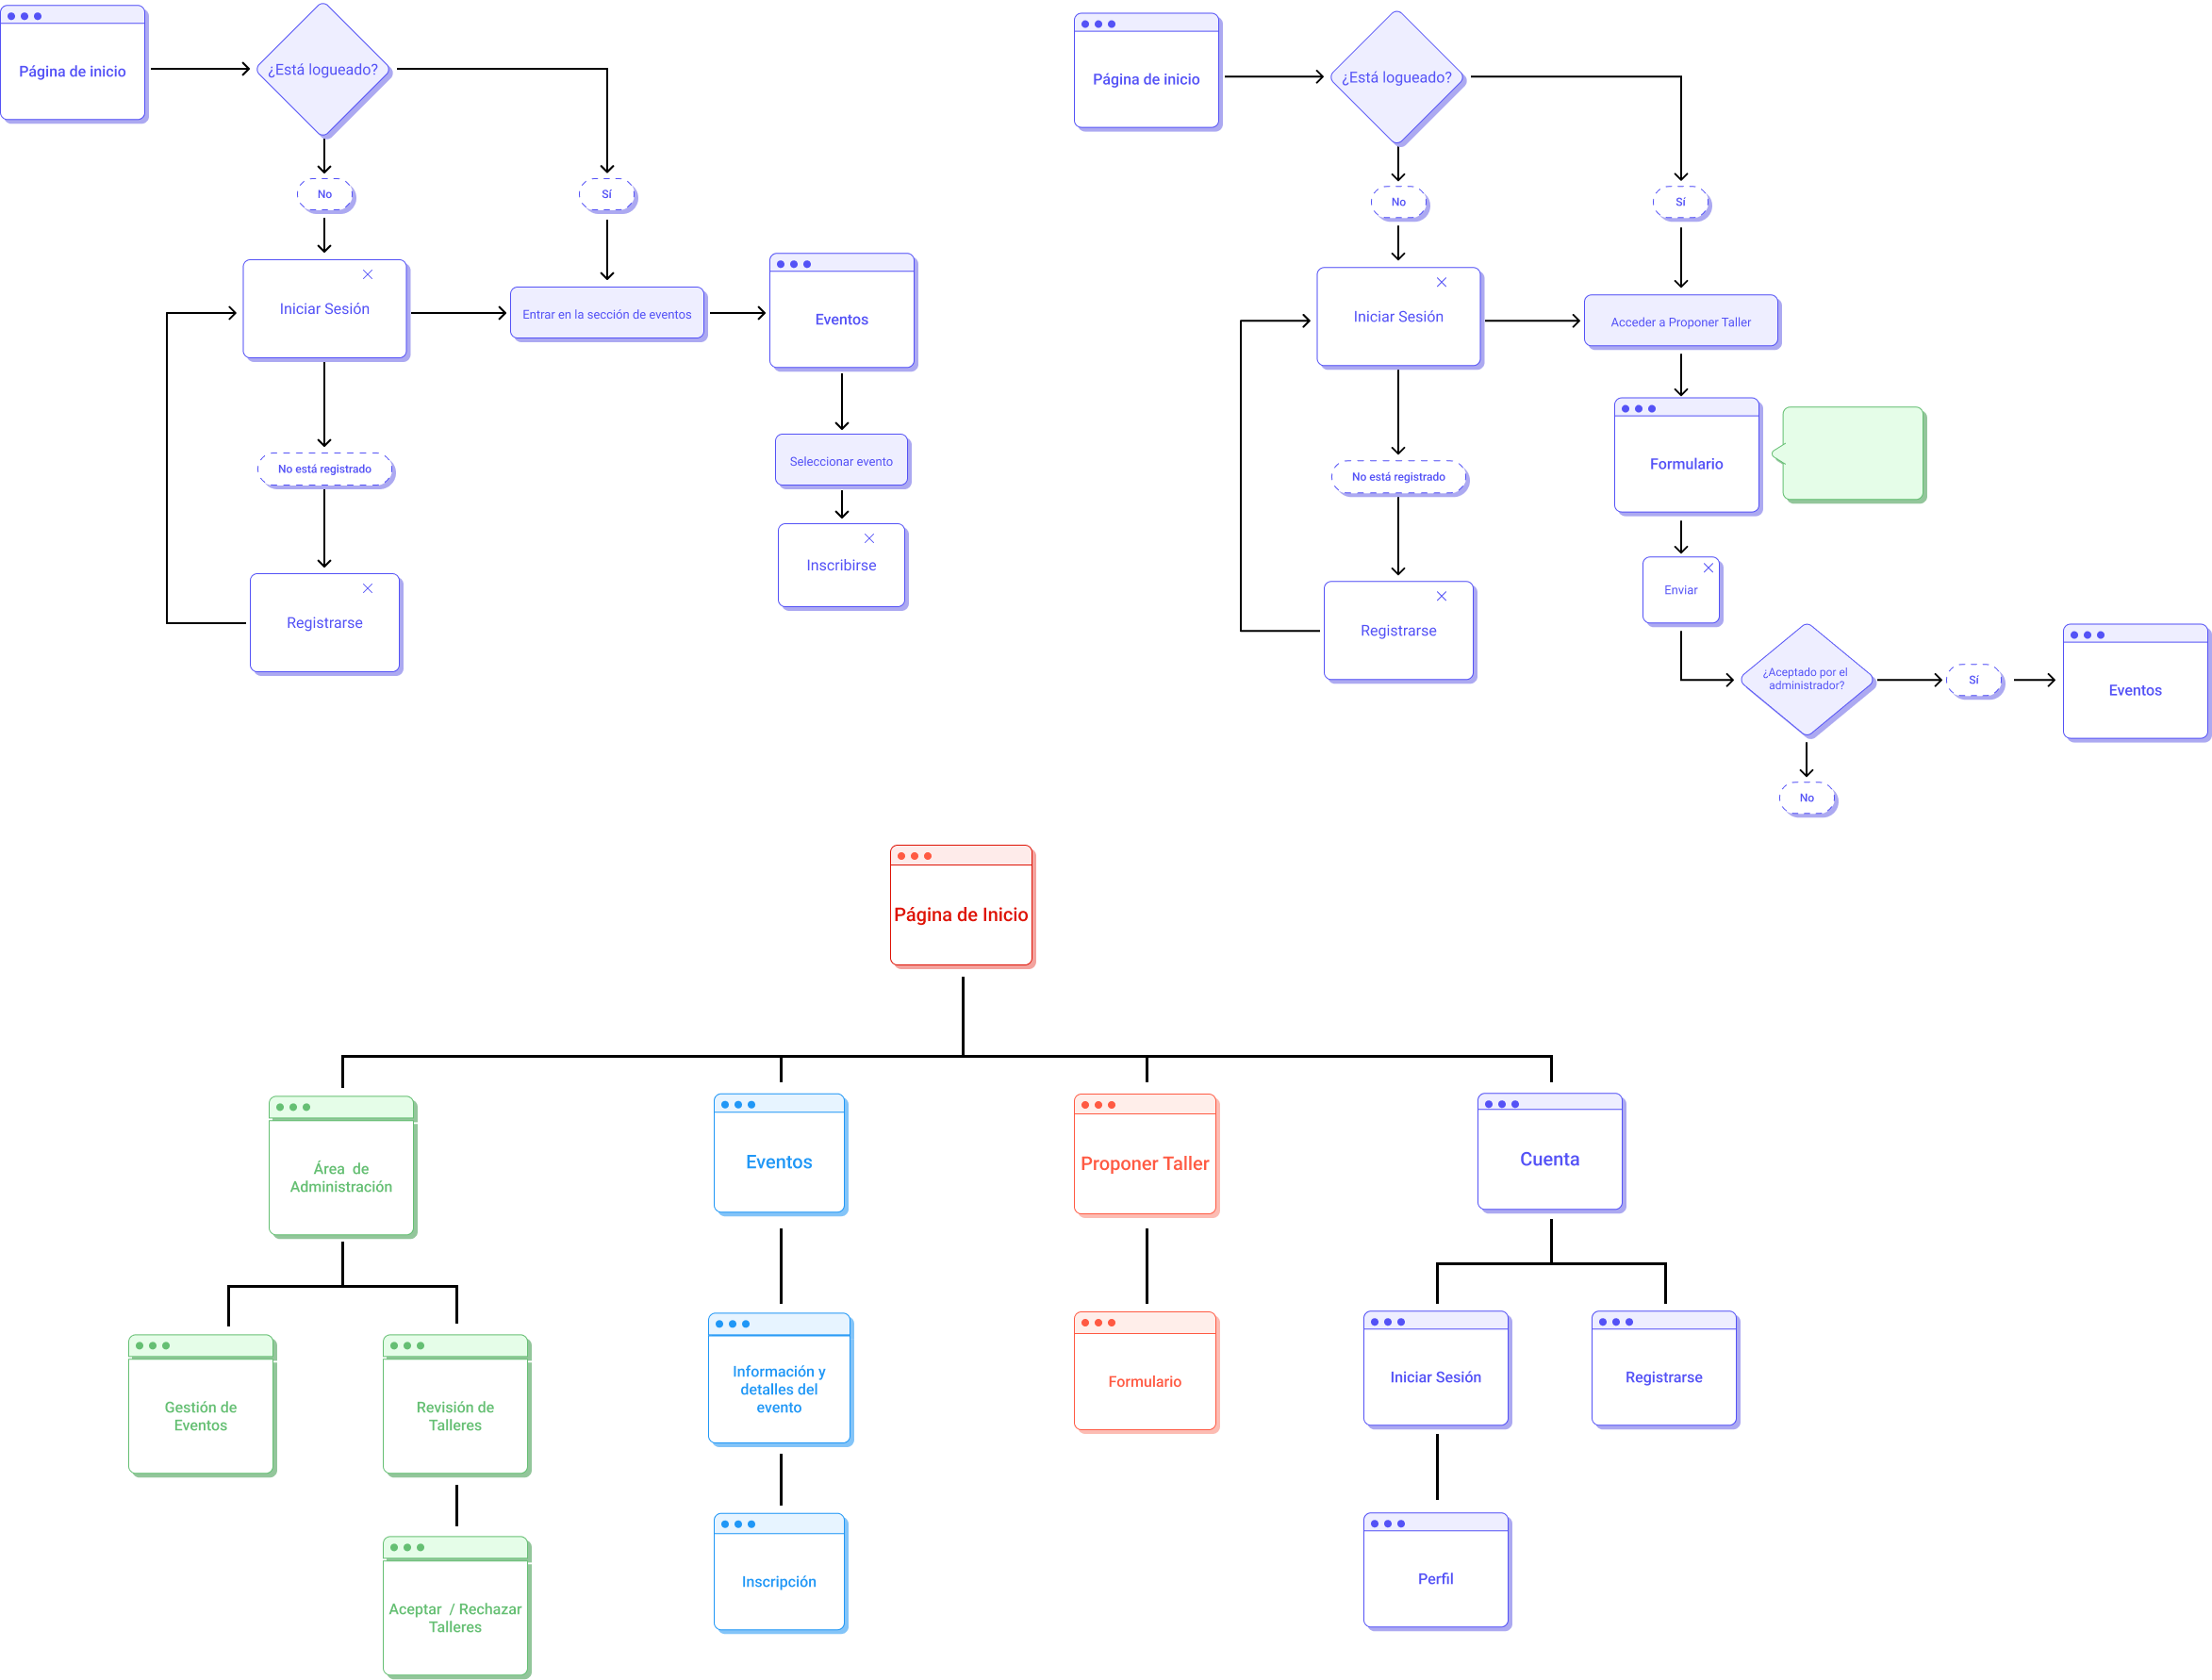 Página de inicio
¿Está logueado?
No
Sí
Iniciar Sesión
Entrar en la sección de eventos
Eventos
No está registrado
Seleccionar evento
Inscribirse
Registrarse
Página de inicio
¿Está logueado?
No
Sí
Iniciar Sesión
Acceder a Proponer Taller
No está registrado
Formulario
Enviar
Registrarse
¿Aceptado por el
administrador?
Sí
Eventos
No
Página de Inicio
Área de
Administración
Eventos
Proponer Taller
Cuenta
Gestión de
Eventos
Revisión de
Talleres
Información y
detalles del
evento
Formulario
Iniciar Sesión
Registrarse
Aceptar / Rechazar
Talleres
Inscripción
Perfil